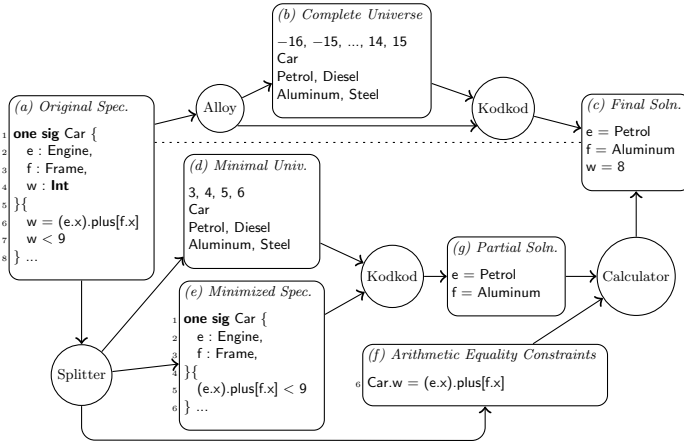 (b) Complete Universe
−16, −15, ..., 14, 15
Car
Petrol, Diesel
Aluminum, Steel
Alloy
Kodkod
(a) Original Spec.
1 one sig Car {
2 e : Engine,
3 f : Frame,
4 w : Int
5 }{
6 w = (e.x).plus[f.x]
7 w < 9
8 } ...
(c) Final Soln.
e = Petrol
f = Aluminum
w = 8
(d) Minimal Univ.
3, 4, 5, 6
Car
Petrol, Diesel
Aluminum, Steel
Kodkod
(g) Partial Soln.
e = Petrol
f = Aluminum
Calculator
(e) Minimized Spec.
1 one sig Car {
2 e : Engine,
3 f : Frame,
4 }{
5 (e.x).plus[f.x] < 9
6 } ...
Splitter
(f) Arithmetic Equality Constraints
6 Car.w = (e.x).plus[f.x]